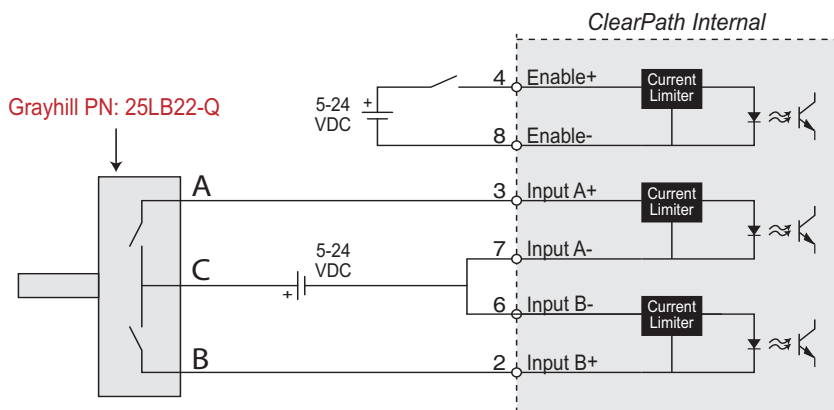 ClearPath Internal
Grayhill PN: 25LB22-Q
5-24
VDC
+
4
Enable+
Current
Limiter
8
Enable-
A
3
Input A+
Current
Limiter
C
5-24
VDC
+
7
Input A-
6
Input B-
Current
Limiter
B
2
Input B+